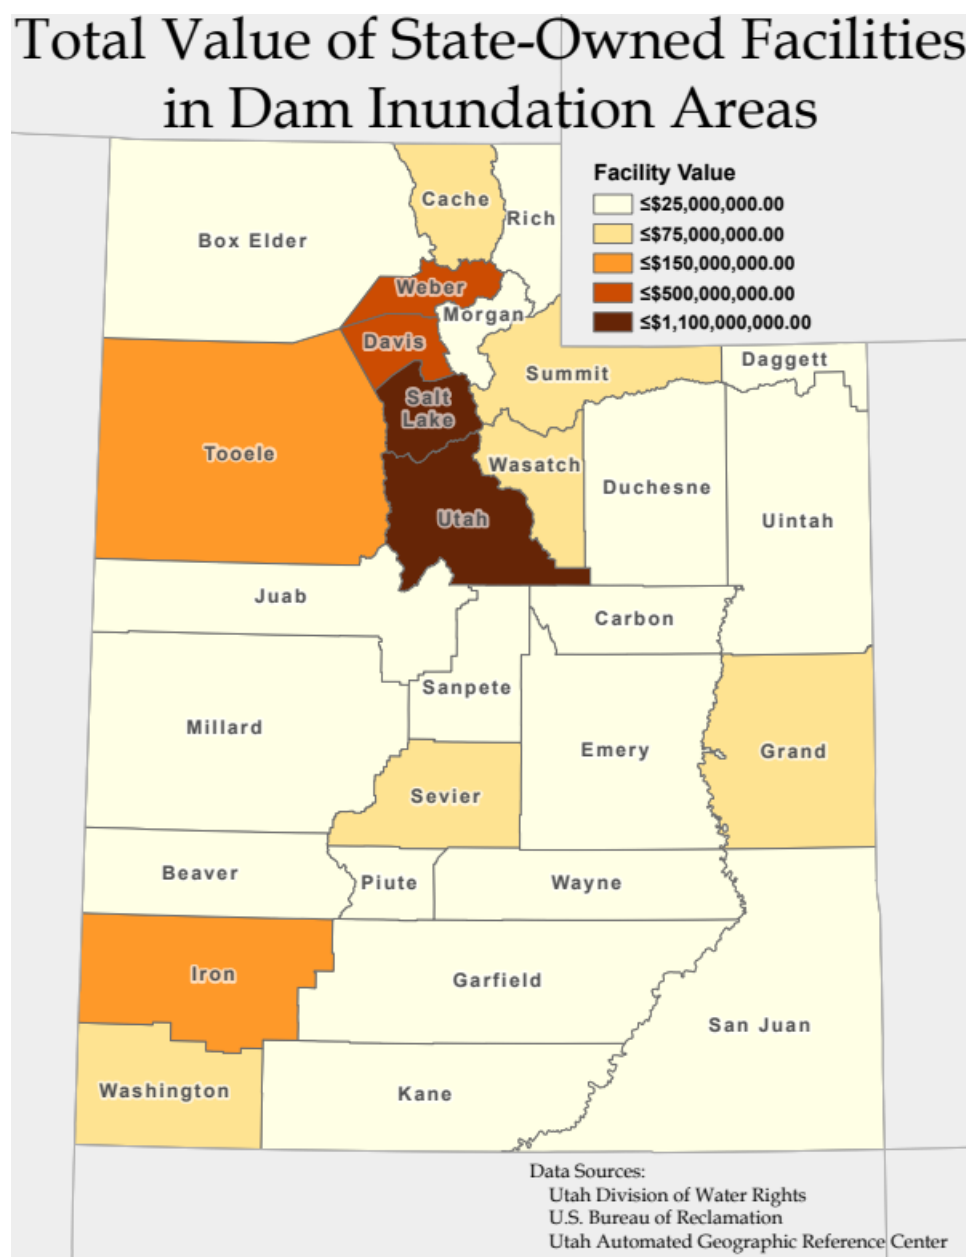 Total Value of State-Owned Facilities
in Dam Inundation Areas
Facility Value
≤$25,000,000.00
≤$75,000,000.00
≤$150,000,000.00
≤$500,000,000.00
≤$1,100,000,000.00
Cache
Rich
Box Elder
Weber
Morgan
Davis
Daggett
Summit
Salt
Lake
Tooele
Wasatch
Duchesne
Utah
Uintah
Juab
Carbon
Sanpete
Millard
Emery
Grand
Sevier
Beaver
Piute
Wayne
Iron
Garfield
San Juan
Washington
Kane
Data Sources:
Utah Division of Water Rights
U.S. Bureau of Reclamation
Utah Automated Geographic Reference Center